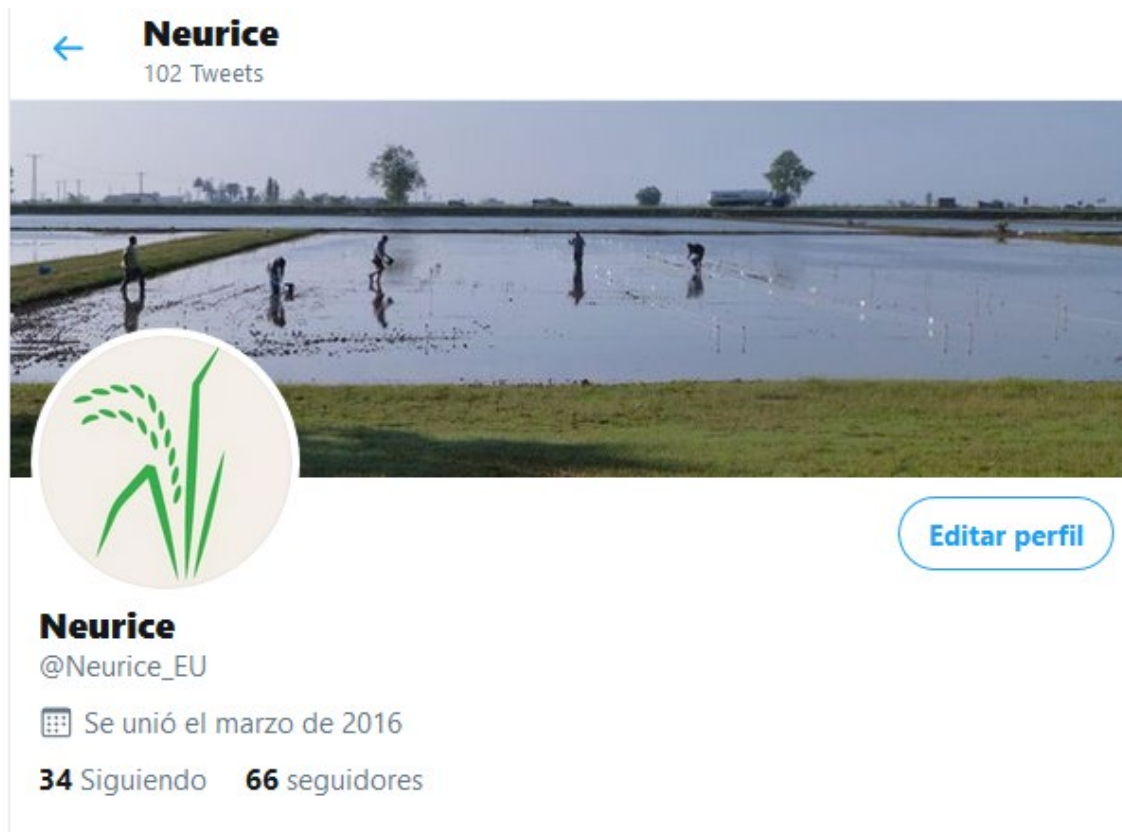 Neurice
102 Tweets
Editar perfil
Neurice
@Neurice_EU
Se unió el marzo de 2016
34 Siguiendo 66 seguidores